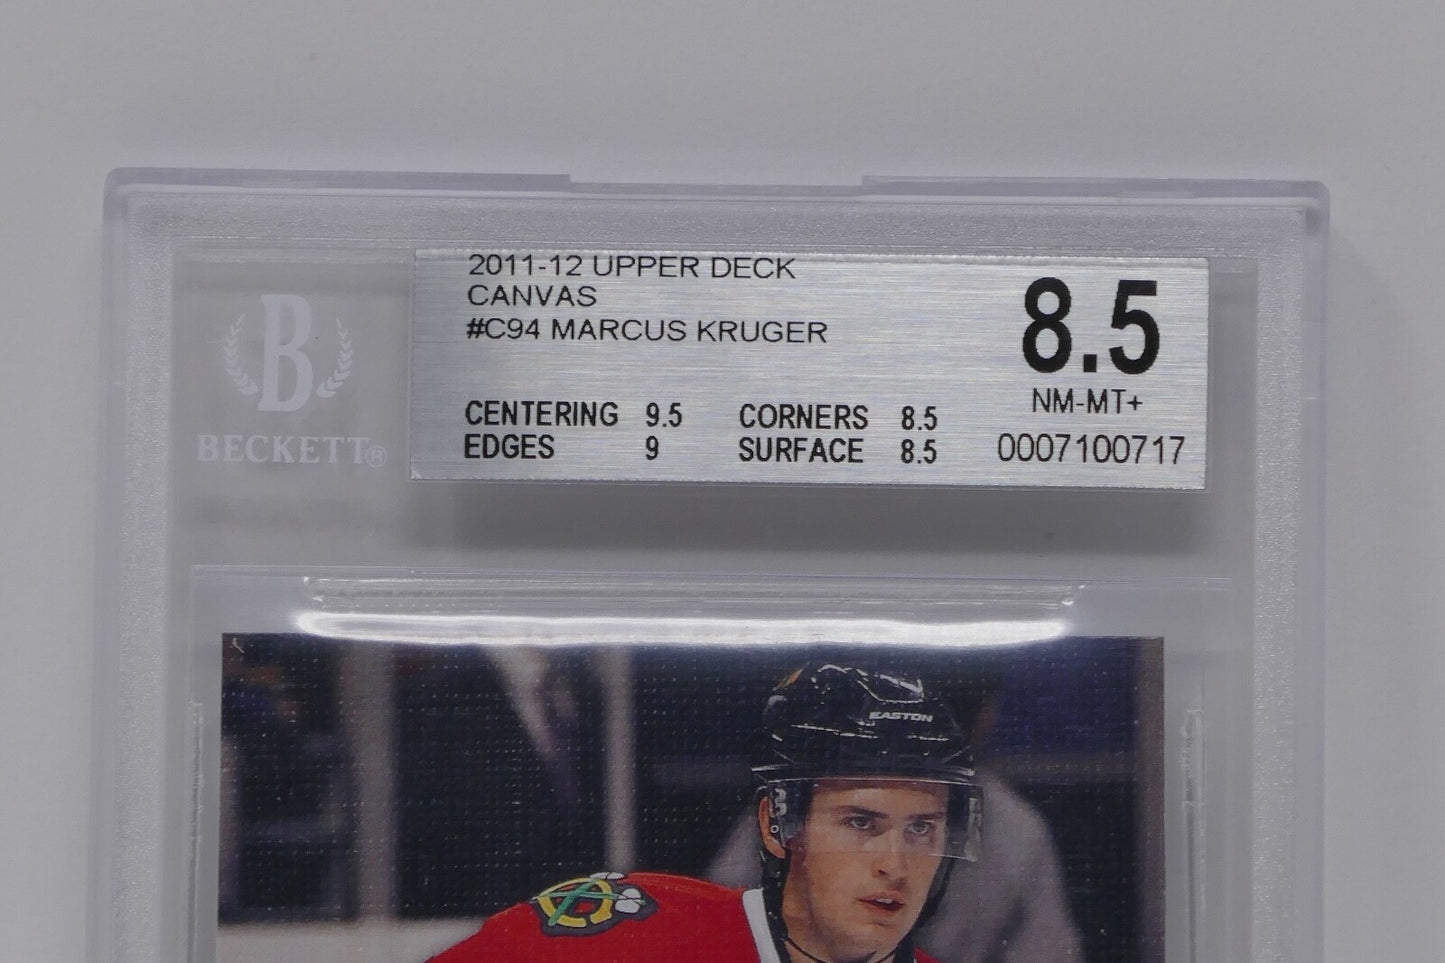 2011-12 UPPER DECK
CANVAS
#C94 MARCUS KRUGER
8.5
NM-MT+
CENTERING 9.5 CORNERS 8.5
EDGES 9 SURFACE 8.5
0007100717
B
BECKETT®
EASTON